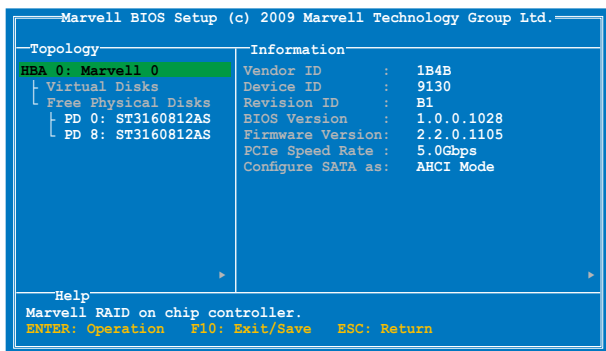 Marvell BIOS Setup (c) 2009 Marvell Technology Group Ltd.
Topology
HBA 0: Marvell 0
Virtual Disks
Free Physical Disks
PD 0: ST3160812AS
PD 8: ST3160812AS
Information
Vendor ID : 1B4B
Device ID : 9130
Revision ID : B1
BIOS Version : 1.0.0.1028
Firmware Version: 2.2.0.1105
PCIe Speed Rate : 5.0Gbps
Configure SATA as: AHCI Mode
Help
Marvell RAID on chip controller.
ENTER: Operation F10: Exit/Save ESC: Return